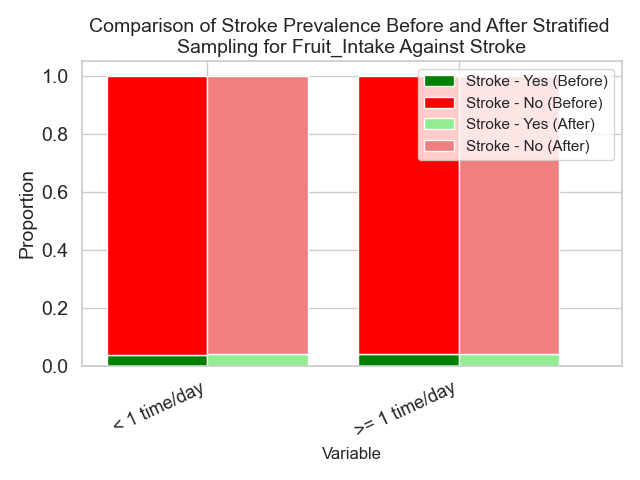 Comparison of Stroke Prevalence Before and After Stratified
Sampling for Fruit_Intake Against Stroke
Stroke - Yes (Before)
Stroke - No (Before)
Stroke - Yes (After)
Stroke - No (After)
Proportion
1.0
0.8
0.6
0.4
0.2
0.0
< 1 time/day
>= 1 time/day
Variable